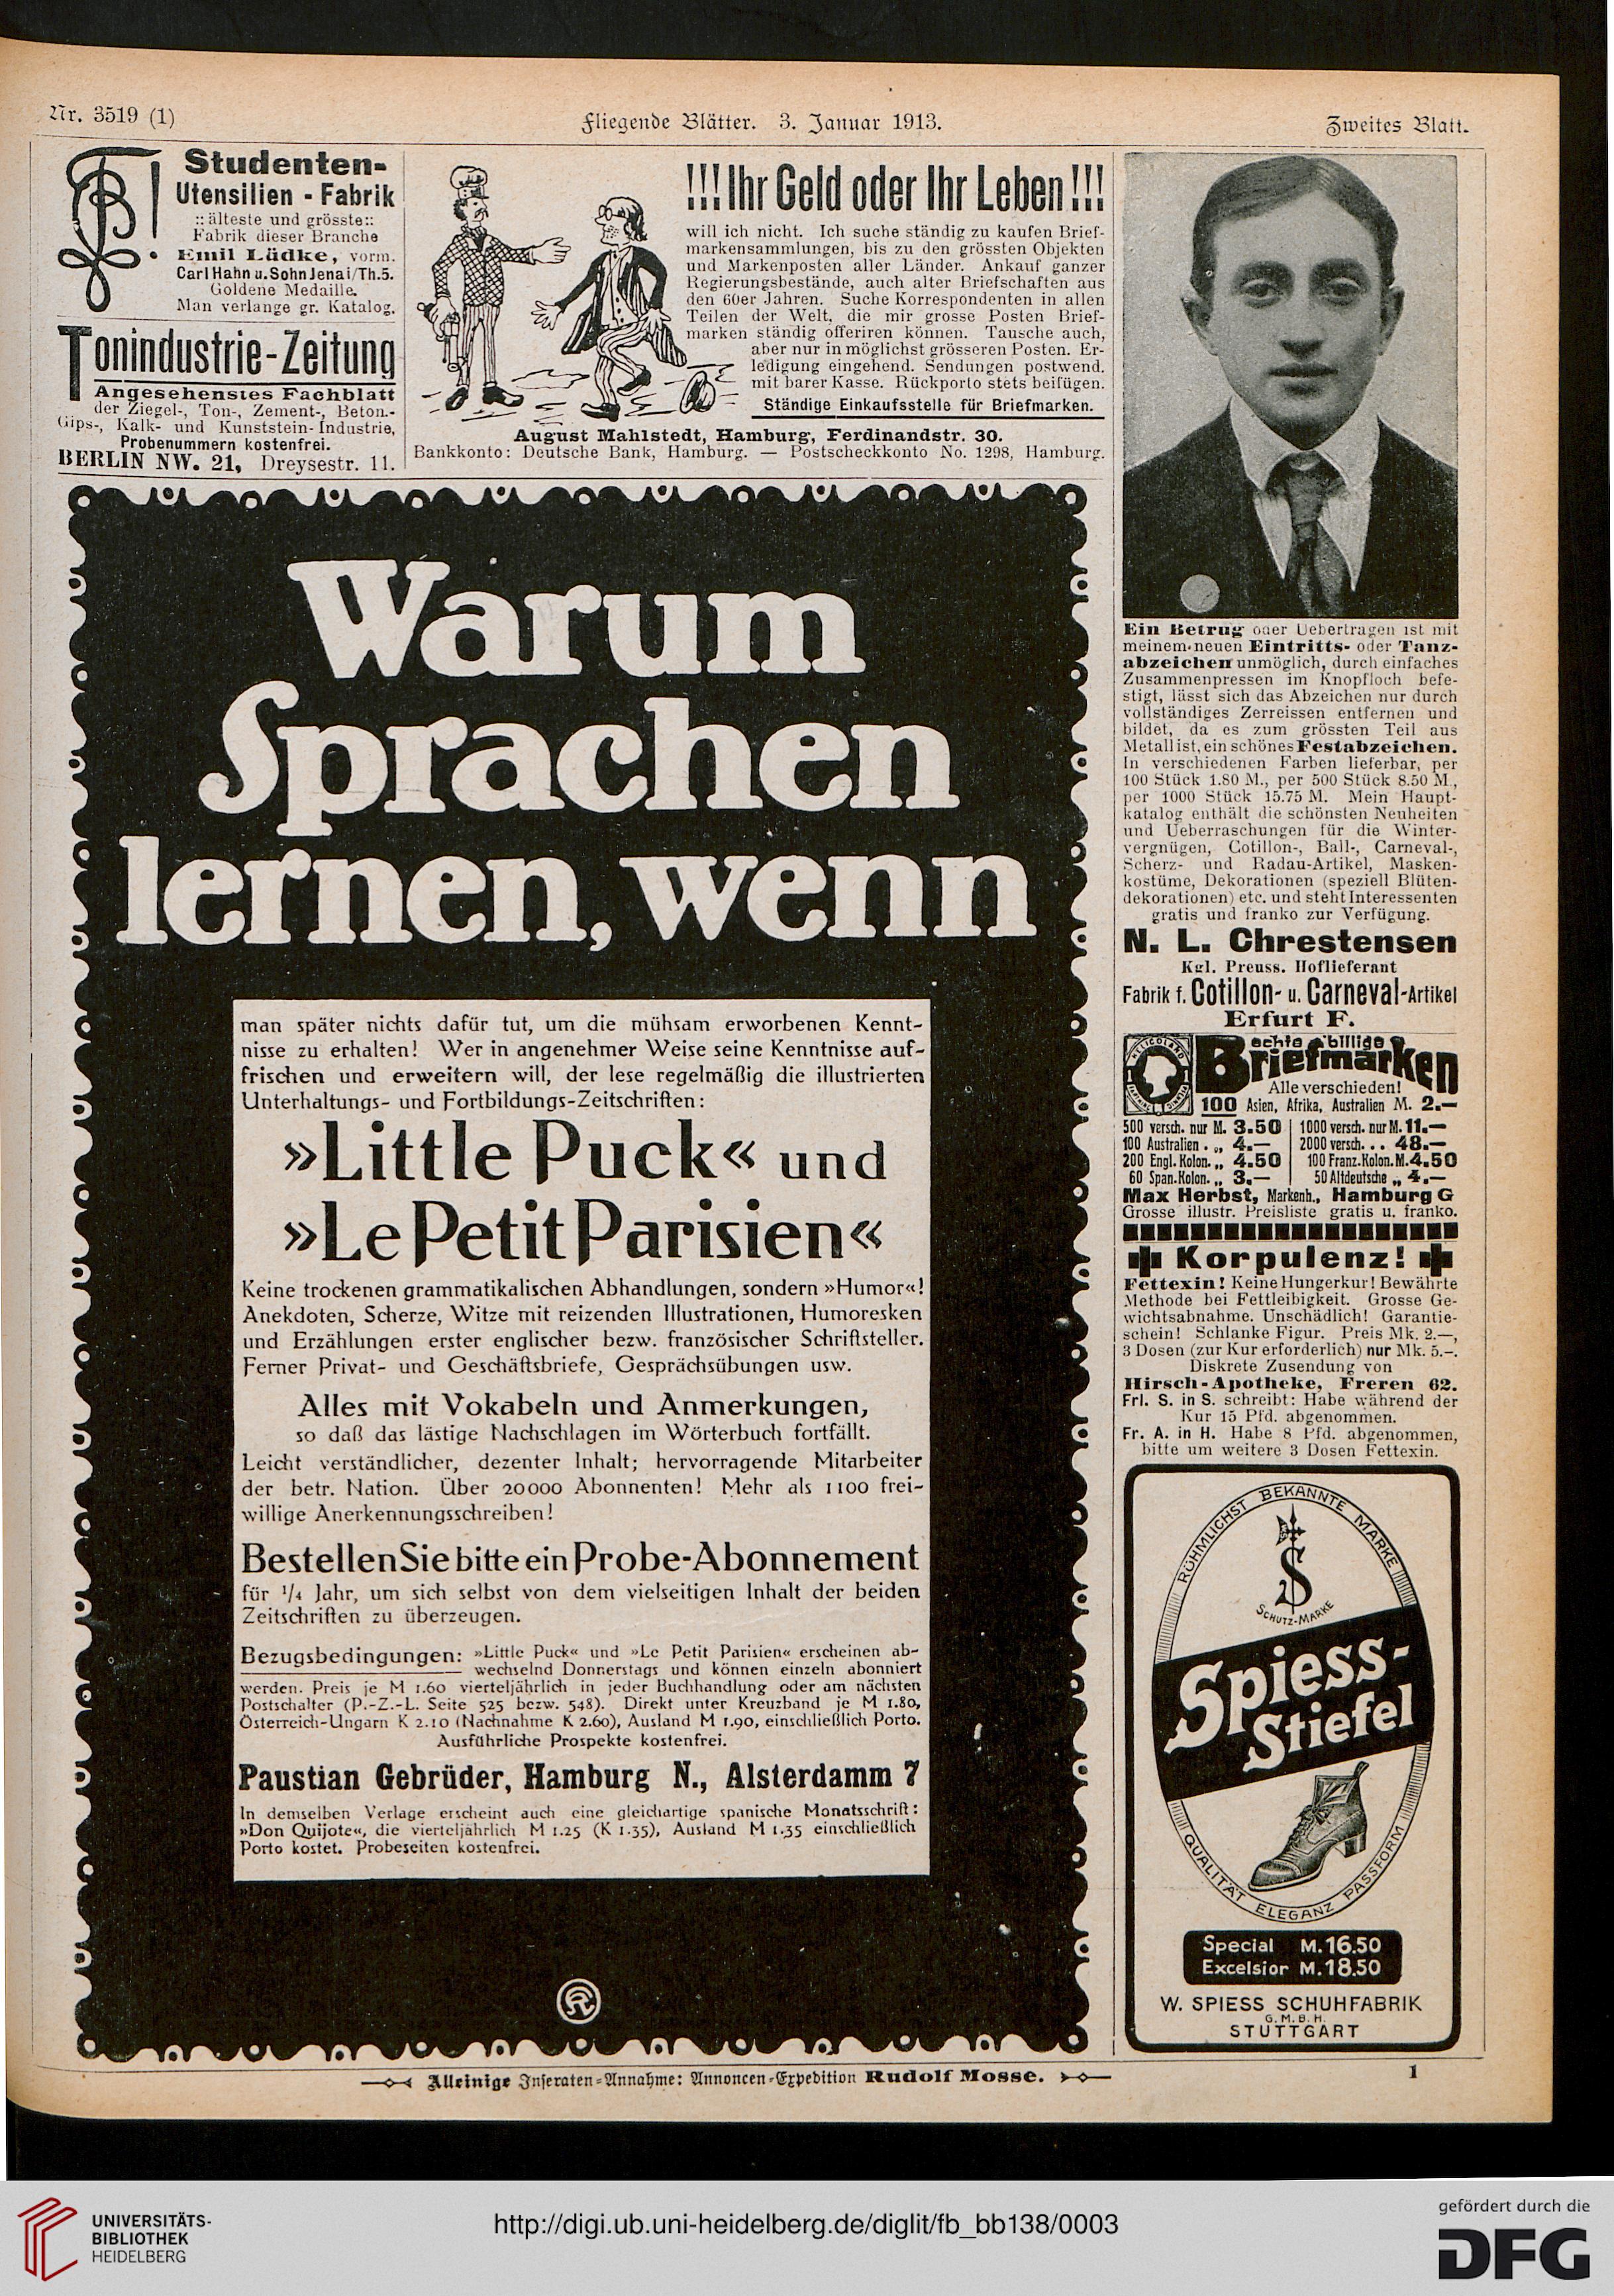 Nr. 3519 (1)
Fliegende Blätter. 3. Januar 1913.
Zweites Blatt.
Studenten-
Utensilien - Fabrik
:: älteste und grösste ::
Fabrik dieser Branche
Emil Lüdke, vorm.
Carl Hahn u. Sohn Jena i/Th. 5.
Goldene Medaille.
Man verlange gr. Katalog.
Tonindustrie-Zeitung
Angesehenstes Fachblatt
der Ziegel-, Ton-, Zement-, Beton.-
Gips-, Kalk- und Kunststein-Industrie,
Probenummern kostenfrei.
BERLIN NW. 21, Dreysestr. 11.
!!! Ihr Geld oder Ihr Leben !!!
will ich nicht. Ich suche ständig zu kaufen Brief-
markensammlungen, bis zu den grössten Objekten
und Markenposten aller Länder. Ankauf ganzer
Regierungsbestände, auch alter Briefschaften aus
den 60er Jahren. Suche Korrespondenten in allen
Teilen der Welt, die mir grosse Posten Brief-
marken ständig offeriren können. Tausche auch,
aber nur in möglichst grösseren Posten. Er-
ledigung eingehend. Sendungen postwend.
mit barer Kasse. Rückporto stets beifügen.
Ständige Einkaufsstelle für Briefmarken.
August Mahlstedt, Hamburg, Ferdinandstr. 30.
Bankkonto: Deutsche Bank, Hamburg. — Postscheckkonto No. 1298, Hamburg.
Warum
Sprachen
lernen, wenn
man später nichts dafür tut, um die mühsam erworbenen Kennt-
nisse zu erhalten! Wer in angenehmer Weise seine Kenntnisse auf-
frischen und erweitern will, der lese regelmäßig die illustrierten
Unterhaltungs- und Fortbildungs-Zeitschriften:
»Little Puck« und
»Le Petit Parisien«
Keine trockenen grammatikalischen Abhandlungen, sondern »Humor«!
Anekdoten, Scherze, Witze mit reizenden Illustrationen, Humoresken
und Erzählungen erster englischer bezw. französischer Schriftsteller.
Ferner Privat- und Geschäftsbriefe, Gesprächsübungen usw.
Alles mit Vokabeln und Anmerkungen,
so daß das lästige Nachschlagen im Wörterbuch fortfällt.
Leicht verständlicher, dezenter Inhalt; hervorragende Mitarbeiter
der betr. Nation. Über 20000 Abonnenten! Mehr als 1100 frei-
willige Anerkennungsschreiben!
Bestellen Sie bitte ein Probe-Abonnement
für ¹/₄ Jahr, um sich selbst von dem vielseitigen Inhalt der beiden
Zeitschriften zu überzeugen.
Bezugsbedingungen: »Little Puck« und »Le Petit Parisien« erscheinen ab-
wechselnd Donnerstags und können einzeln abonniert
werden. Preis je M 1.60 vierteljährlich in jeder Buchhandlung oder am nächsten
Postschalter (P.-Z.-L. Seite 525 bezw. 548). Direkt unter Kreuzband je M 1.80,
Österreich-Ungarn K 2.10 (Nachnahme K 2.60), Ausland M 1.90, einschließlich Porto.
Ausführliche Prospekte kostenfrei.
Paustian Gebrüder, Hamburg N., Alsterdamm 7
In demselben Verlage erscheint auch eine gleichartige spanische Monatsschrift:
»Don Quijote«, die vierteljährlich M 1.25 (K 1.35), Ausland M 1.35 einschließlich
Porto kostet. Probeseiten kostenfrei.
Ein Betrug oder Uebertragen ist mit
meinem neuen Eintritts- oder Tanz-
abzeichen unmöglich, durch einfaches
Zusammenpressen im Knopfloch befe-
stigt, lässt sich das Abzeichen nur durch
vollständiges Zerreissen entfernen und
bildet, da es zum grössten Teil aus
Metall ist, ein schönes Festabzeichen.
In verschiedenen Farben lieferbar, per
100 Stück 1.80 M., per 500 Stück 8.50 M.,
per 1000 Stück 15.75 M. Mein Haupt-
katalog enthält die schönsten Neuheiten
und Ueberraschungen für die Winter-
vergnügen, Cotillon-, Ball-, Carneval-,
Scherz- und Radau-Artikel, Masken-
kostüme, Dekorationen (speziell Blüten-
dekorationen) etc. und steht Interessenten
gratis und franko zur Verfügung.
N. L. Chrestensen
Kgl. Preuss. Hoflieferant
Fabrik f. Cotillon- u. Carneval-Artikel
Erfurt F.
HELIGOLAND
echte billige
Briefmarken
Alle verschieden!
100 Asien, Afrika, Australien M. 2.—
500 versch. nur M. 3.50 | 1000 versch. nur M. 11.—
100 Australien . „ 4.— | 2000 versch. . . 48.—
200 Engl. Kolon. „ 4.50 | 100 Franz. Kolon. M. 4.50
60 Span. Kolon. „ 3.— | 50 Altdeutsche „ 4.—
Max Herbst, Markenh., Hamburg G
Grosse illustr. Preisliste gratis u. franko.
Korpulenz!
Fettexin! Keine Hungerkur! Bewährte
Methode bei Fettleibigkeit. Grosse Ge-
wichtsabnahme. Unschädlich! Garantie-
schein! Schlanke Figur. Preis Mk. 2.—,
3 Dosen (zur Kur erforderlich) nur Mk. 5.—.
Diskrete Zusendung von
Hirsch-Apotheke, Freren 62.
Frl. S. in S. schreibt: Habe während der
Kur 15 Pfd. abgenommen.
Fr. A. in H. Habe 8 Pfd. abgenommen,
bitte um weitere 3 Dosen Fettexin.
RÜHMLICHST BEKANNTE MARKE
S
SCHUTZ-MARKE
Spiess-
Stiefel
QUALITÄT ELEGANZ PASSFORM
Special M. 16.50
Excelsior M. 18.50
W. SPIESS SCHUHFABRIK
G.M.B.H.
STUTTGART
Alleinige Inseraten-Annahme: Annoncen-Expedition Rudolf Mosse.
1
UNIVERSITÄTS-
BIBLIOTHEK
HEIDELBERG
http://digi.ub.uni-heidelberg.de/diglit/fb_bb138/0003
gefördert durch die
DFG